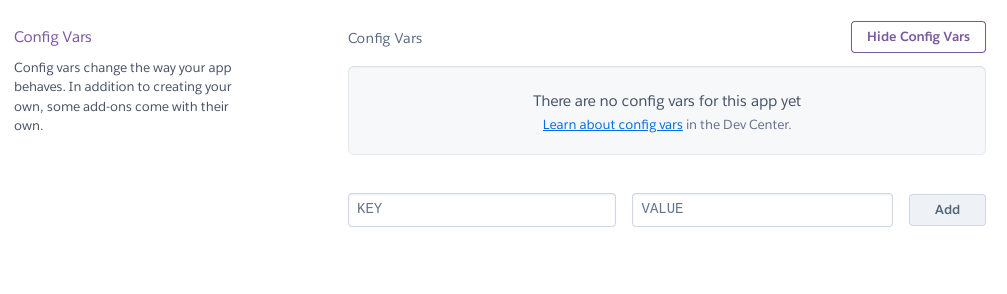 Config Vars
Config vars change the way your app
behaves. In addition to creating your
own, some add-ons come with their
own.
Config Vars
Hide Config Vars
There are no config vars for this app yet
Learn about config vars in the Dev Center.
KEY
VALUE
Add